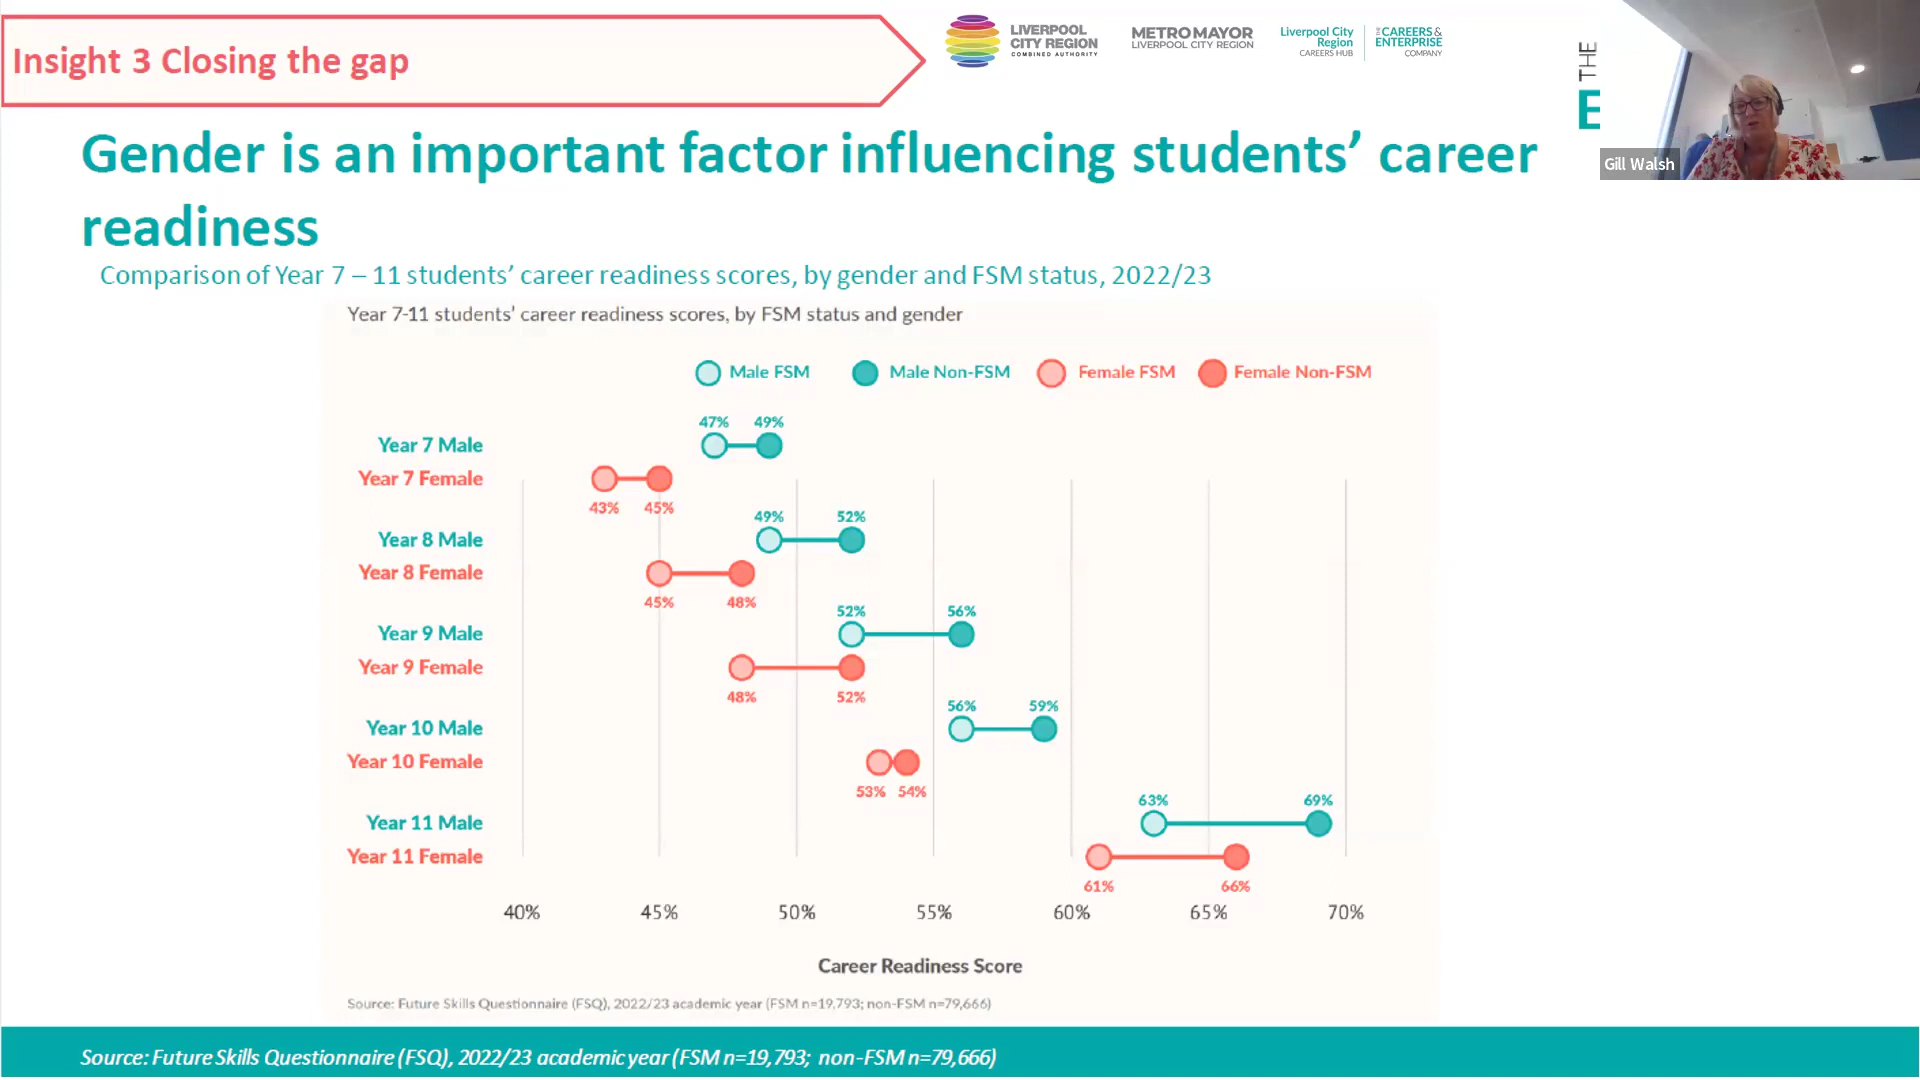 Insight 3 Closing the gap
LIVERPOOL
CITY REGION
COMBINED AUTHORITY
METROMAYOR
LIVERPOOL CITY REGION
Liverpool City
Region
CAREERS HUB
THE CAREERS &
ENTERPRISE
COMPANY
THE
E
Gill Walsh
Gender is an important factor influencing students’ career
readiness
Comparison of Year 7 – 11 students’ career readiness scores, by gender and FSM status, 2022/23
Year 7-11 students’ career readiness scores, by FSM status and gender
Male FSM Male Non-FSM Female FSM Female Non-FSM
47% 49%
Year 7 Male
Year 7 Female
43% 45%
49% 52%
Year 8 Male
Year 8 Female
45% 48%
52% 56%
Year 9 Male
Year 9 Female
48% 52%
56% 59%
Year 10 Male
Year 10 Female
53% 54%
63% 69%
Year 11 Male
Year 11 Female
61% 66%
40% 45% 50% 55% 60% 65% 70%
Career Readiness Score
Source: Future Skills Questionnaire (FSQ), 2022/23 academic year (FSM n=19,793; non-FSM n=79,666)
Source: Future Skills Questionnaire (FSQ), 2022/23 academic year (FSM n=19,793; non-FSM n=79,666)